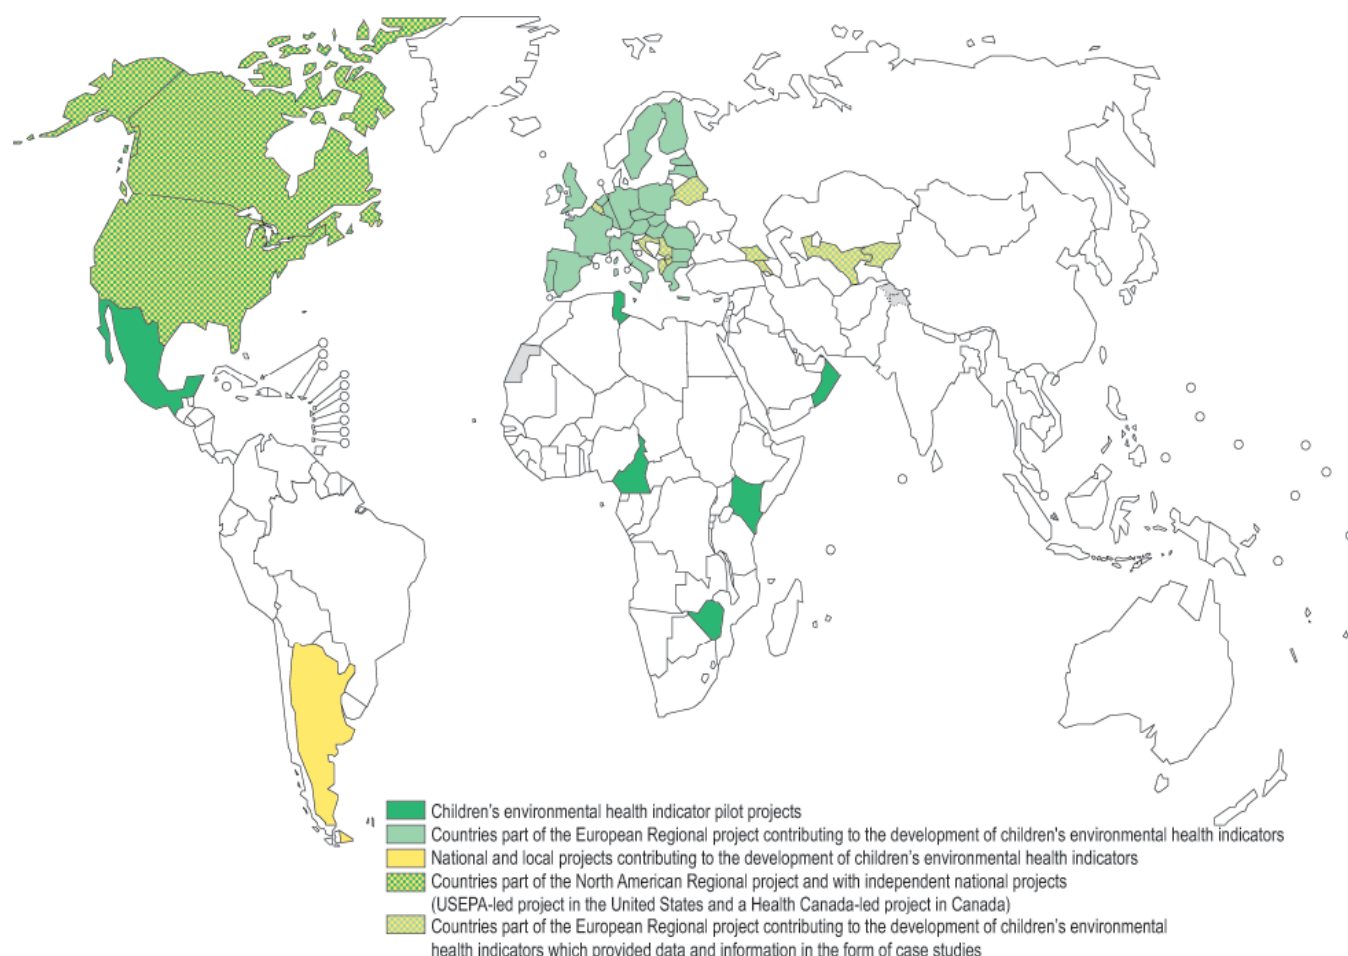 Children's environmental health indicator pilot projects
Countries part of the European Regional project contributing to the development of children's environmental health indicators
National and local projects contributing to the development of children's environmental health indicators
Countries part of the North American Regional project and with independent national projects
(USEPA-led project in the United States and a Health Canada-led project in Canada)
Countries part of the European Regional project contributing to the development of children's environmental
health indicators which provided data and information in the form of case studies